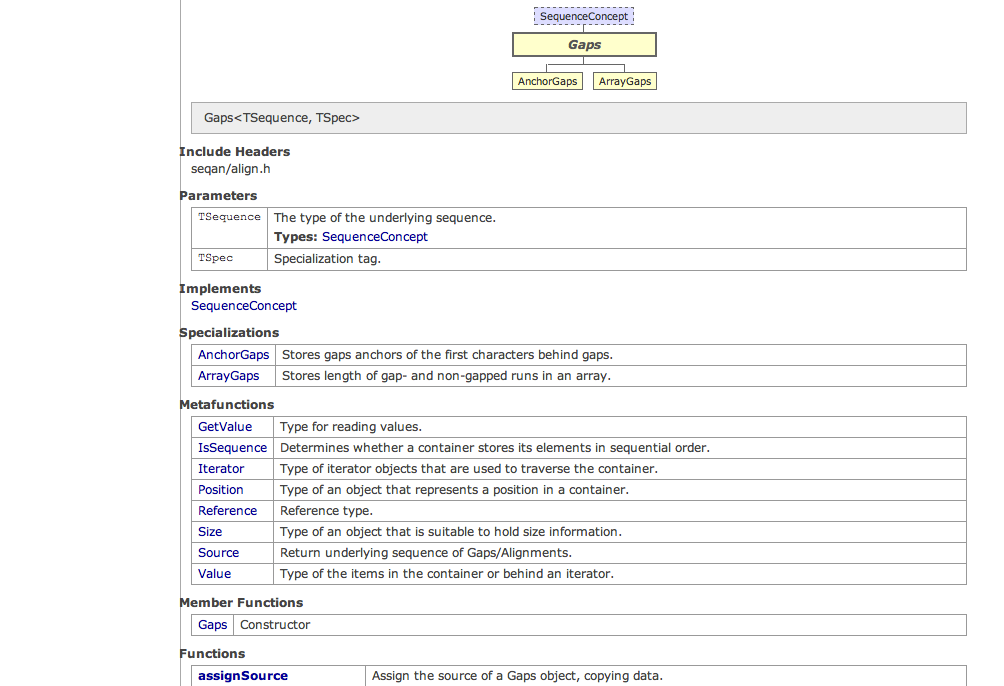 SequenceConcept
Gaps
AnchorGaps ArrayGaps
Gaps<TSequence, TSpec>
Include Headers
seqan/align.h
Parameters
TSequence The type of the underlying sequence.
Types: SequenceConcept
TSpec Specialization tag.
Implements
SequenceConcept
Specializations
AnchorGaps Stores gaps anchors of the first characters behind gaps.
ArrayGaps Stores length of gap- and non-gapped runs in an array.
Metafunctions
GetValue Type for reading values.
IsSequence Determines whether a container stores its elements in sequential order.
Iterator Type of iterator objects that are used to traverse the container.
Position Type of an object that represents a position in a container.
Reference Reference type.
Size Type of an object that is suitable to hold size information.
Source Return underlying sequence of Gaps/Alignments.
Value Type of the items in the container or behind an iterator.
Member Functions
Gaps Constructor
Functions
assignSource Assign the source of a Gaps object, copying data.